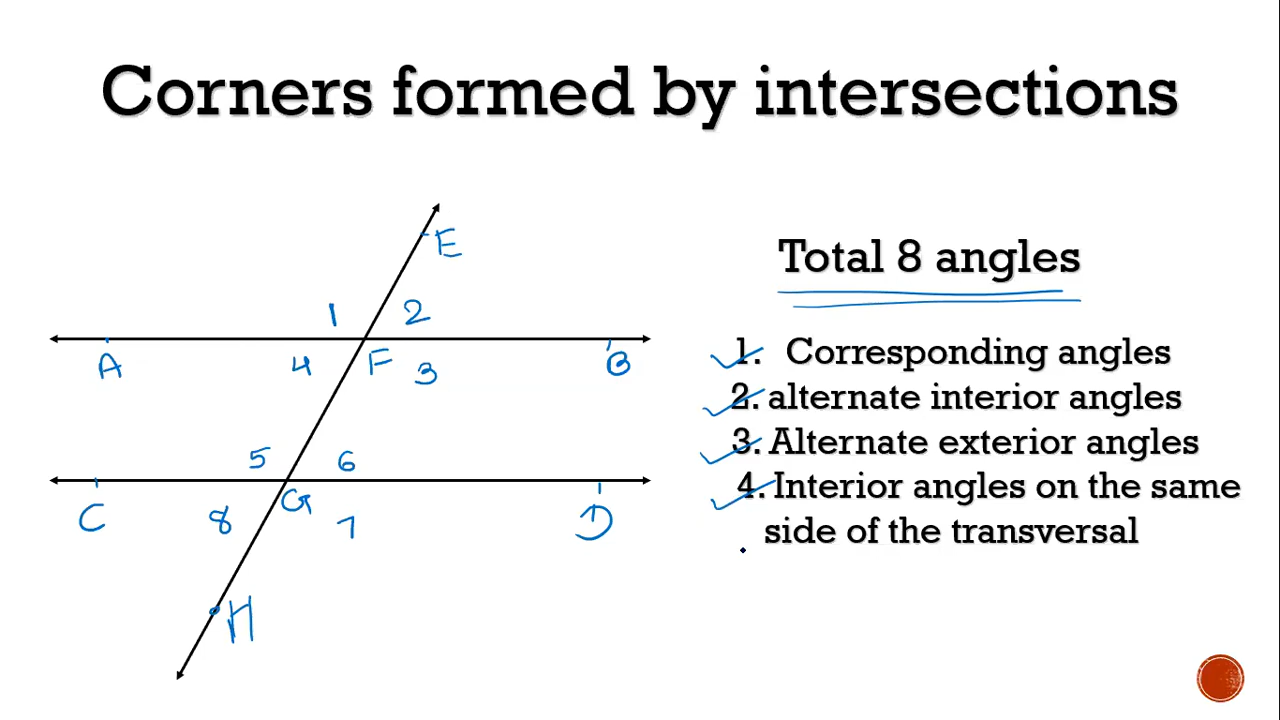 Corners formed by intersections
E
1 2
A 4 F 3 B
5 6
C 8 G 7 D
H
Total 8 angles
1. Corresponding angles
2. alternate interior angles
3. Alternate exterior angles
4. Interior angles on the same
side of the transversal